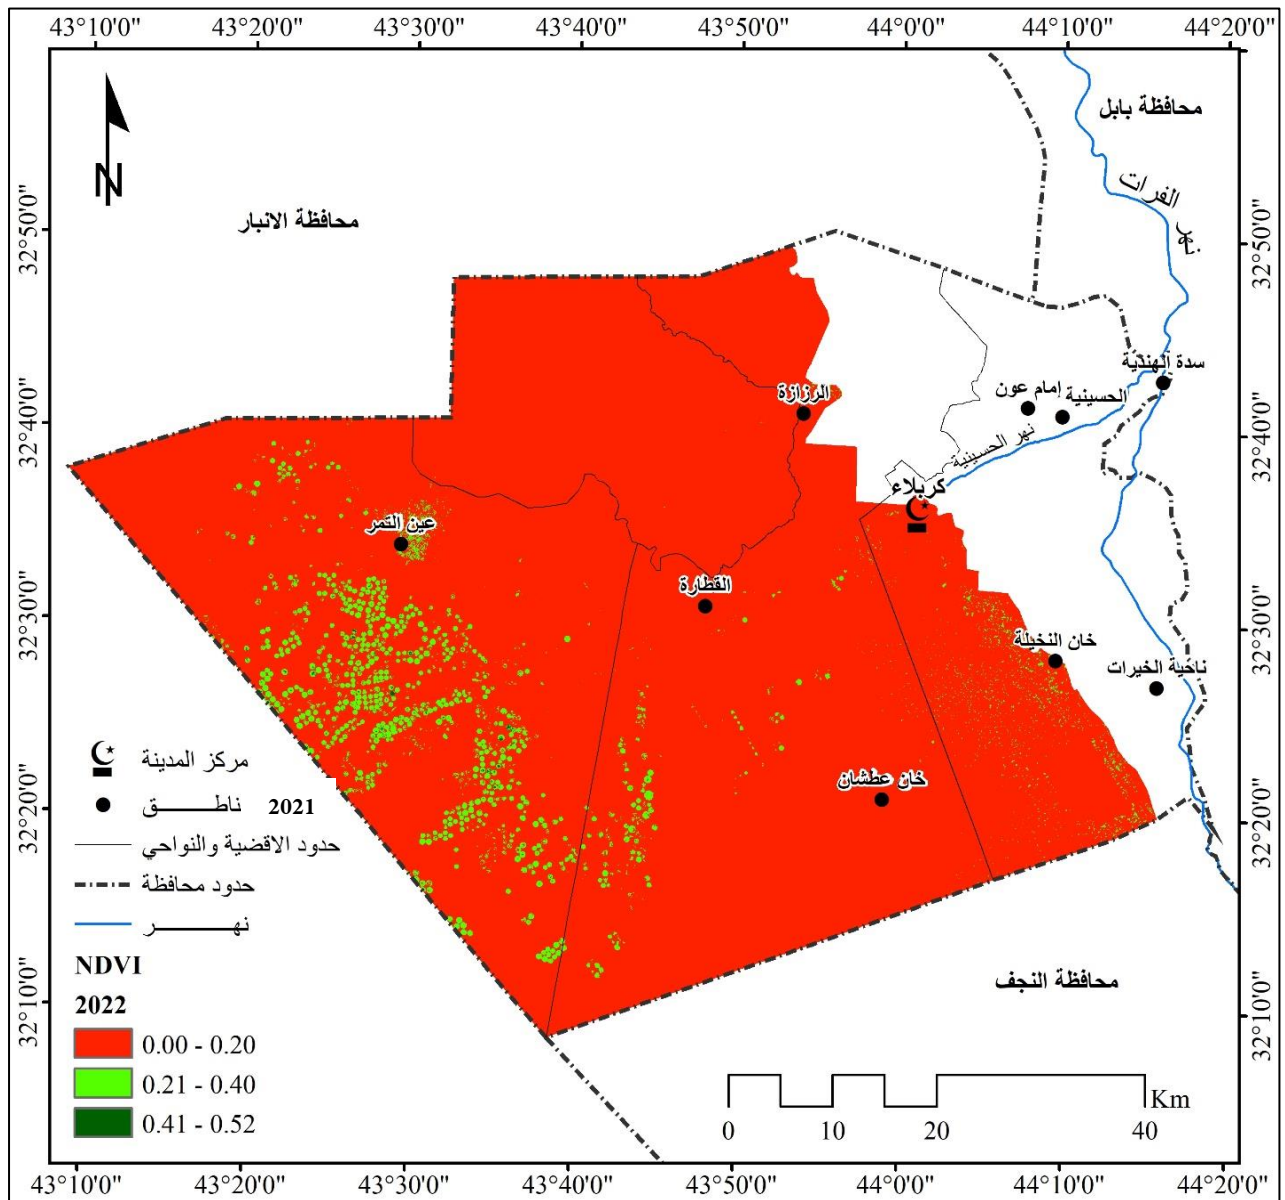 43°10'0" 43°20'0" 43°30'0" 43°40'0" 43°50'0" 44°0'0" 44°10'0" 44°20'0"
N
محافظة بابل
محافظة الانبار
نهر الفرات
32°50'0" 32°50'0"
سدة الهندية
الرزازة
إمام عون
الحسينية
32°40'0" 32°40'0"
نهر الحسينية
كربلاء
عين التمر
القطارة
32°30'0" 32°30'0"
خان النخيلة
ناحية الخيرات
مركز المدينة
خان عطشان
ناطــــــق 2021
32°20'0" 32°20'0"
حدود الاقضية والنواحي
حدود محافظة
نهــــــــر
NDVI
محافظة النجف
2022
32°10'0" 32°10'0"
0.00 - 0.20
0.21 - 0.40
0.41 - 0.52
Km
0 10 20 40
43°10'0" 43°20'0" 43°30'0" 43°40'0" 43°50'0" 44°0'0" 44°10'0" 44°20'0"